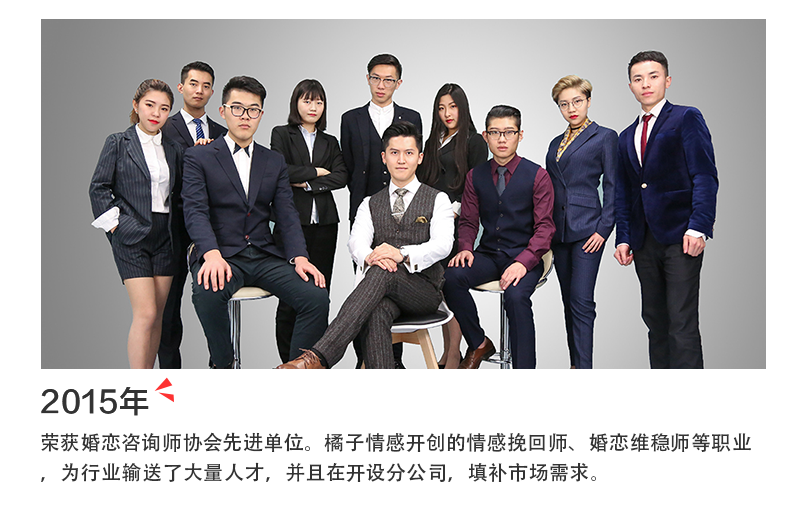 2015年
荣获婚恋咨询师协会先进单位。橘子情感开创的情感挽回师、婚恋维稳师等职业
，为行业输送了大量人才，并且在开设分公司，填补市场需求。